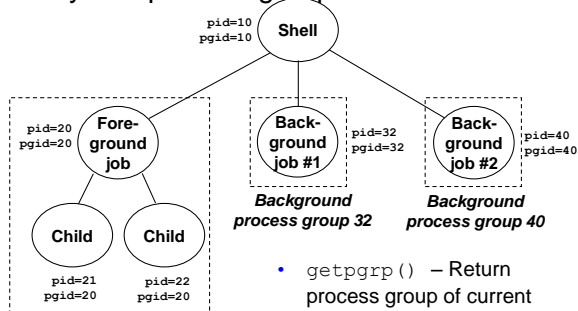 pid=10
pgid=10
Shell
pid=20
pgid=20
Fore-
ground
job
Back-
ground
job #1
pid=32
pgid=32
Back-
ground
job #2
pid=40
pgid=40
Background
process group 32
Background
process group 40
Child
Child
pid=21
pgid=20
pid=22
pgid=20
• getpgrp() – Return
process group of current